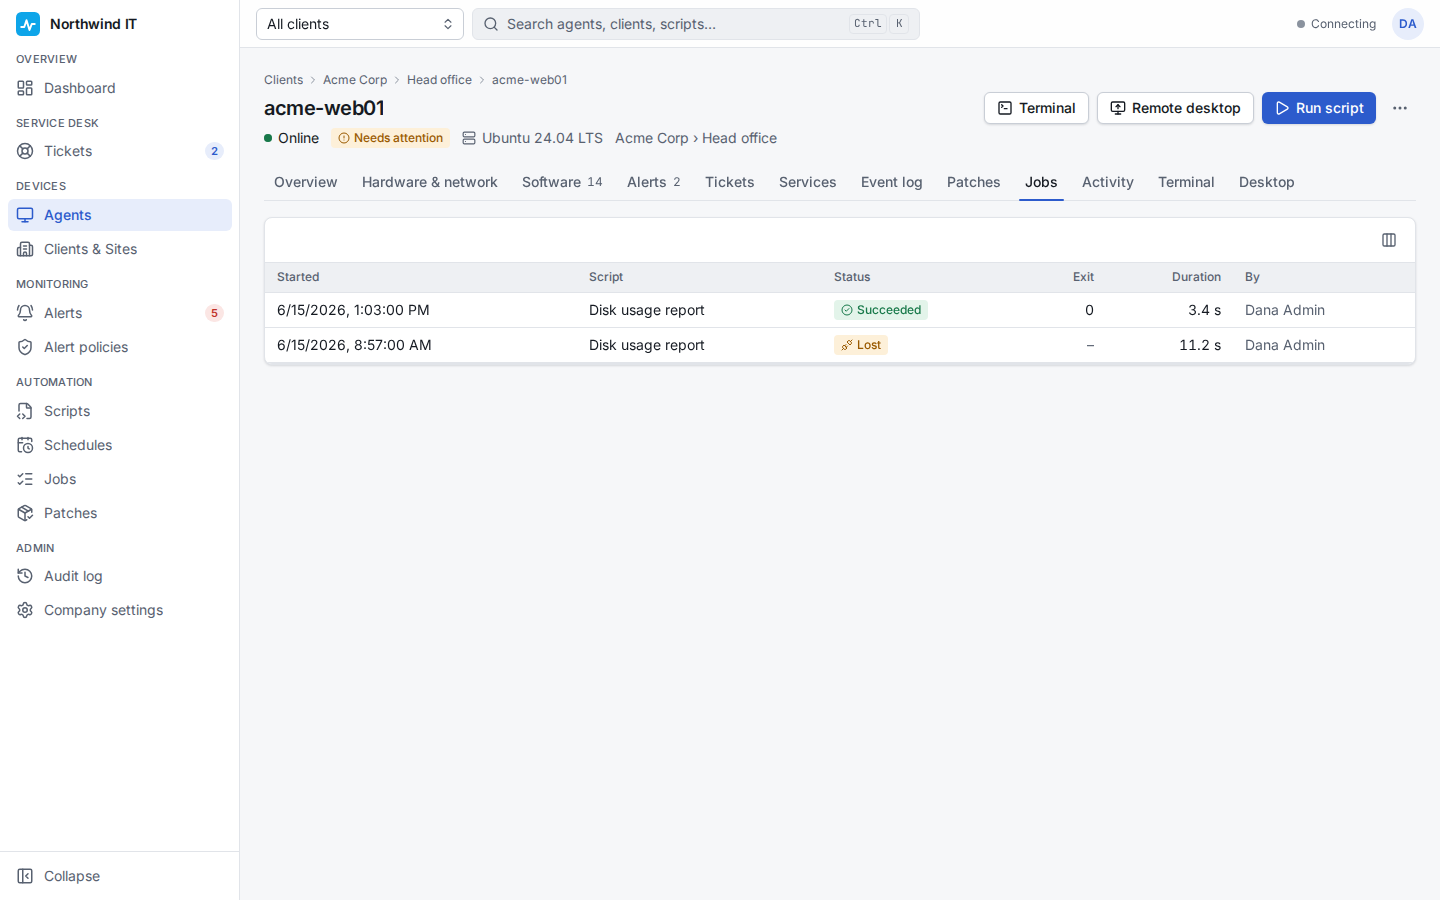 Northwind IT
OVERVIEW
Dashboard
SERVICE DESK
Tickets 2
DEVICES
Agents
Clients & Sites
MONITORING
Alerts 5
Alert policies
AUTOMATION
Scripts
Schedules
Jobs
Patches
ADMIN
Audit log
Company settings
Collapse
All clients
Search agents, clients, scripts... Ctrl K
Connecting
DA
Clients > Acme Corp > Head office > acme-web01
acme-web01
Terminal Remote desktop Run script
Online Needs attention Ubuntu 24.04 LTS Acme Corp › Head office
Overview Hardware & network Software 14 Alerts 2 Tickets Services Event log Patches Jobs Activity Terminal Desktop
Started Script Status Exit Duration By
6/15/2026, 1:03:00 PM Disk usage report Succeeded 0 3.4 s Dana Admin
6/15/2026, 8:57:00 AM Disk usage report Lost – 11.2 s Dana Admin